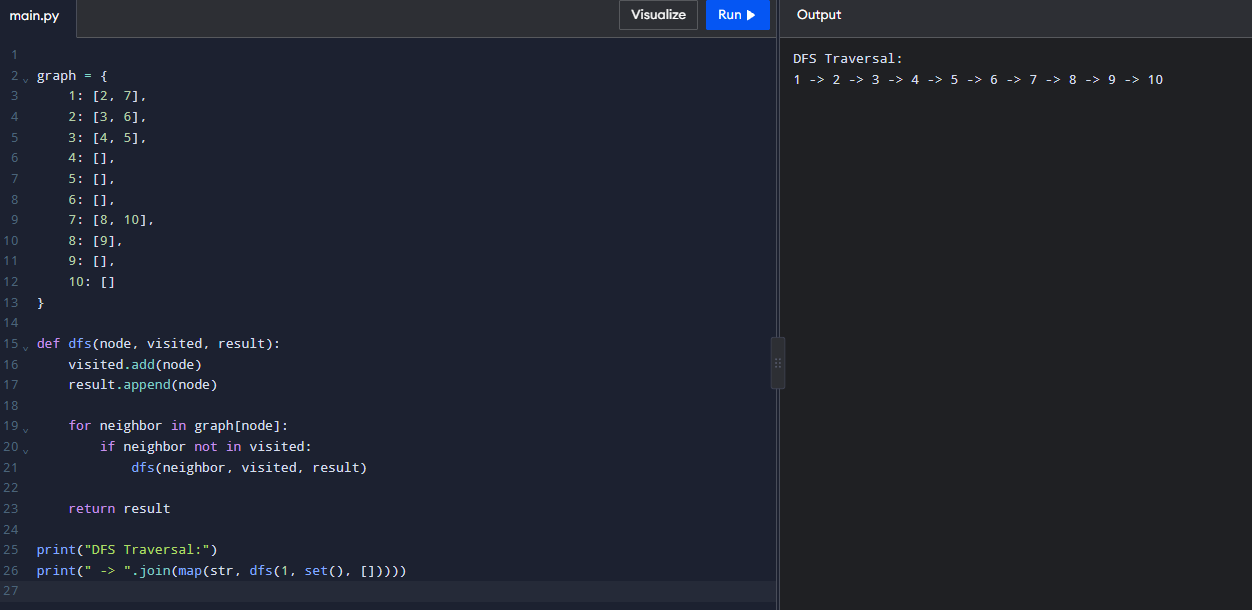 main.py
Visualize
Run
Output
1
2 graph = {
3     1: [2, 7],
4     2: [3, 6],
5     3: [4, 5],
6     4: [],
7     5: [],
8     6: [],
9     7: [8, 10],
10     8: [9],
11     9: [],
12     10: []
13 }
14
15 def dfs(node, visited, result):
16     visited.add(node)
17     result.append(node)
18
19     for neighbor in graph[node]:
20         if neighbor not in visited:
21             dfs(neighbor, visited, result)
22
23     return result
24
25 print("DFS Traversal:")
26 print(" -> ".join(map(str, dfs(1, set(), []))))
27
DFS Traversal:
1 -> 2 -> 3 -> 4 -> 5 -> 6 -> 7 -> 8 -> 9 -> 10